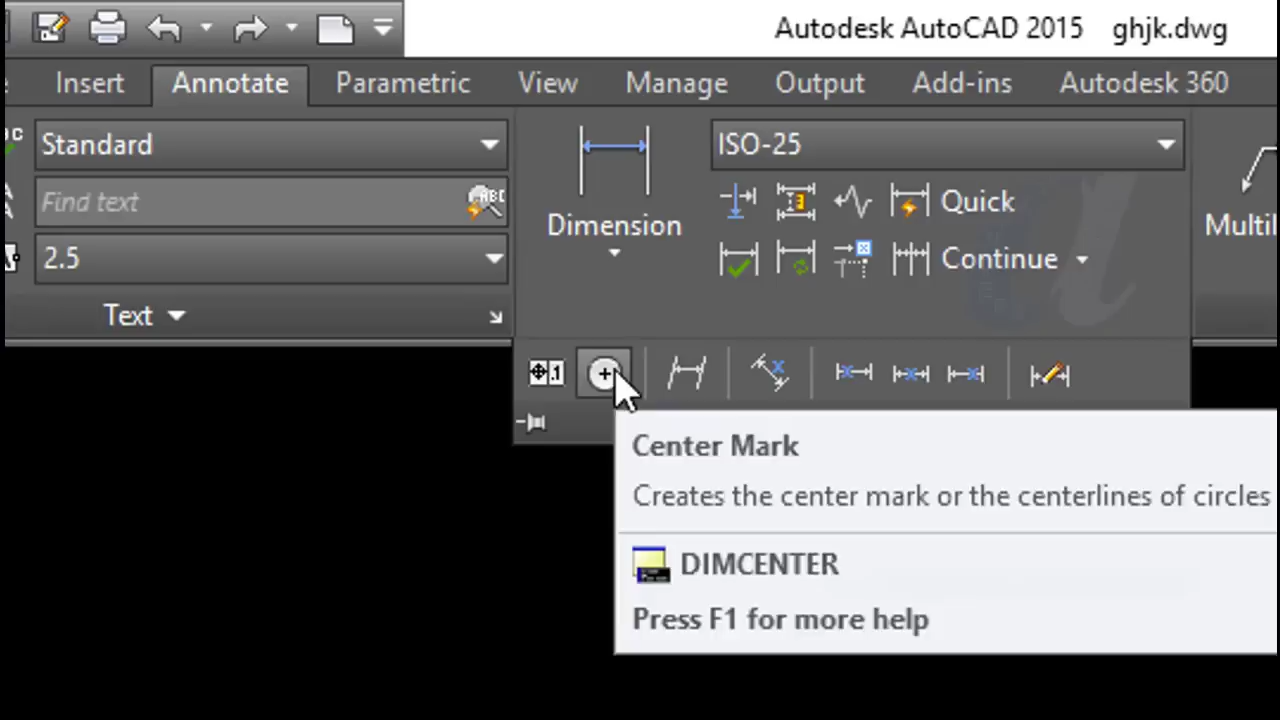 Autodesk AutoCAD 2015 ghjk.dwg
Insert Annotate Parametric View Manage Output Add-ins Autodesk 360
Standard
ISO-25
Find text
ABC
Quick
Dimension
Multil
2.5
Continue
Text
.1
Center Mark
Creates the center mark or the centerlines of circles
DIMCENTER
Press F1 for more help